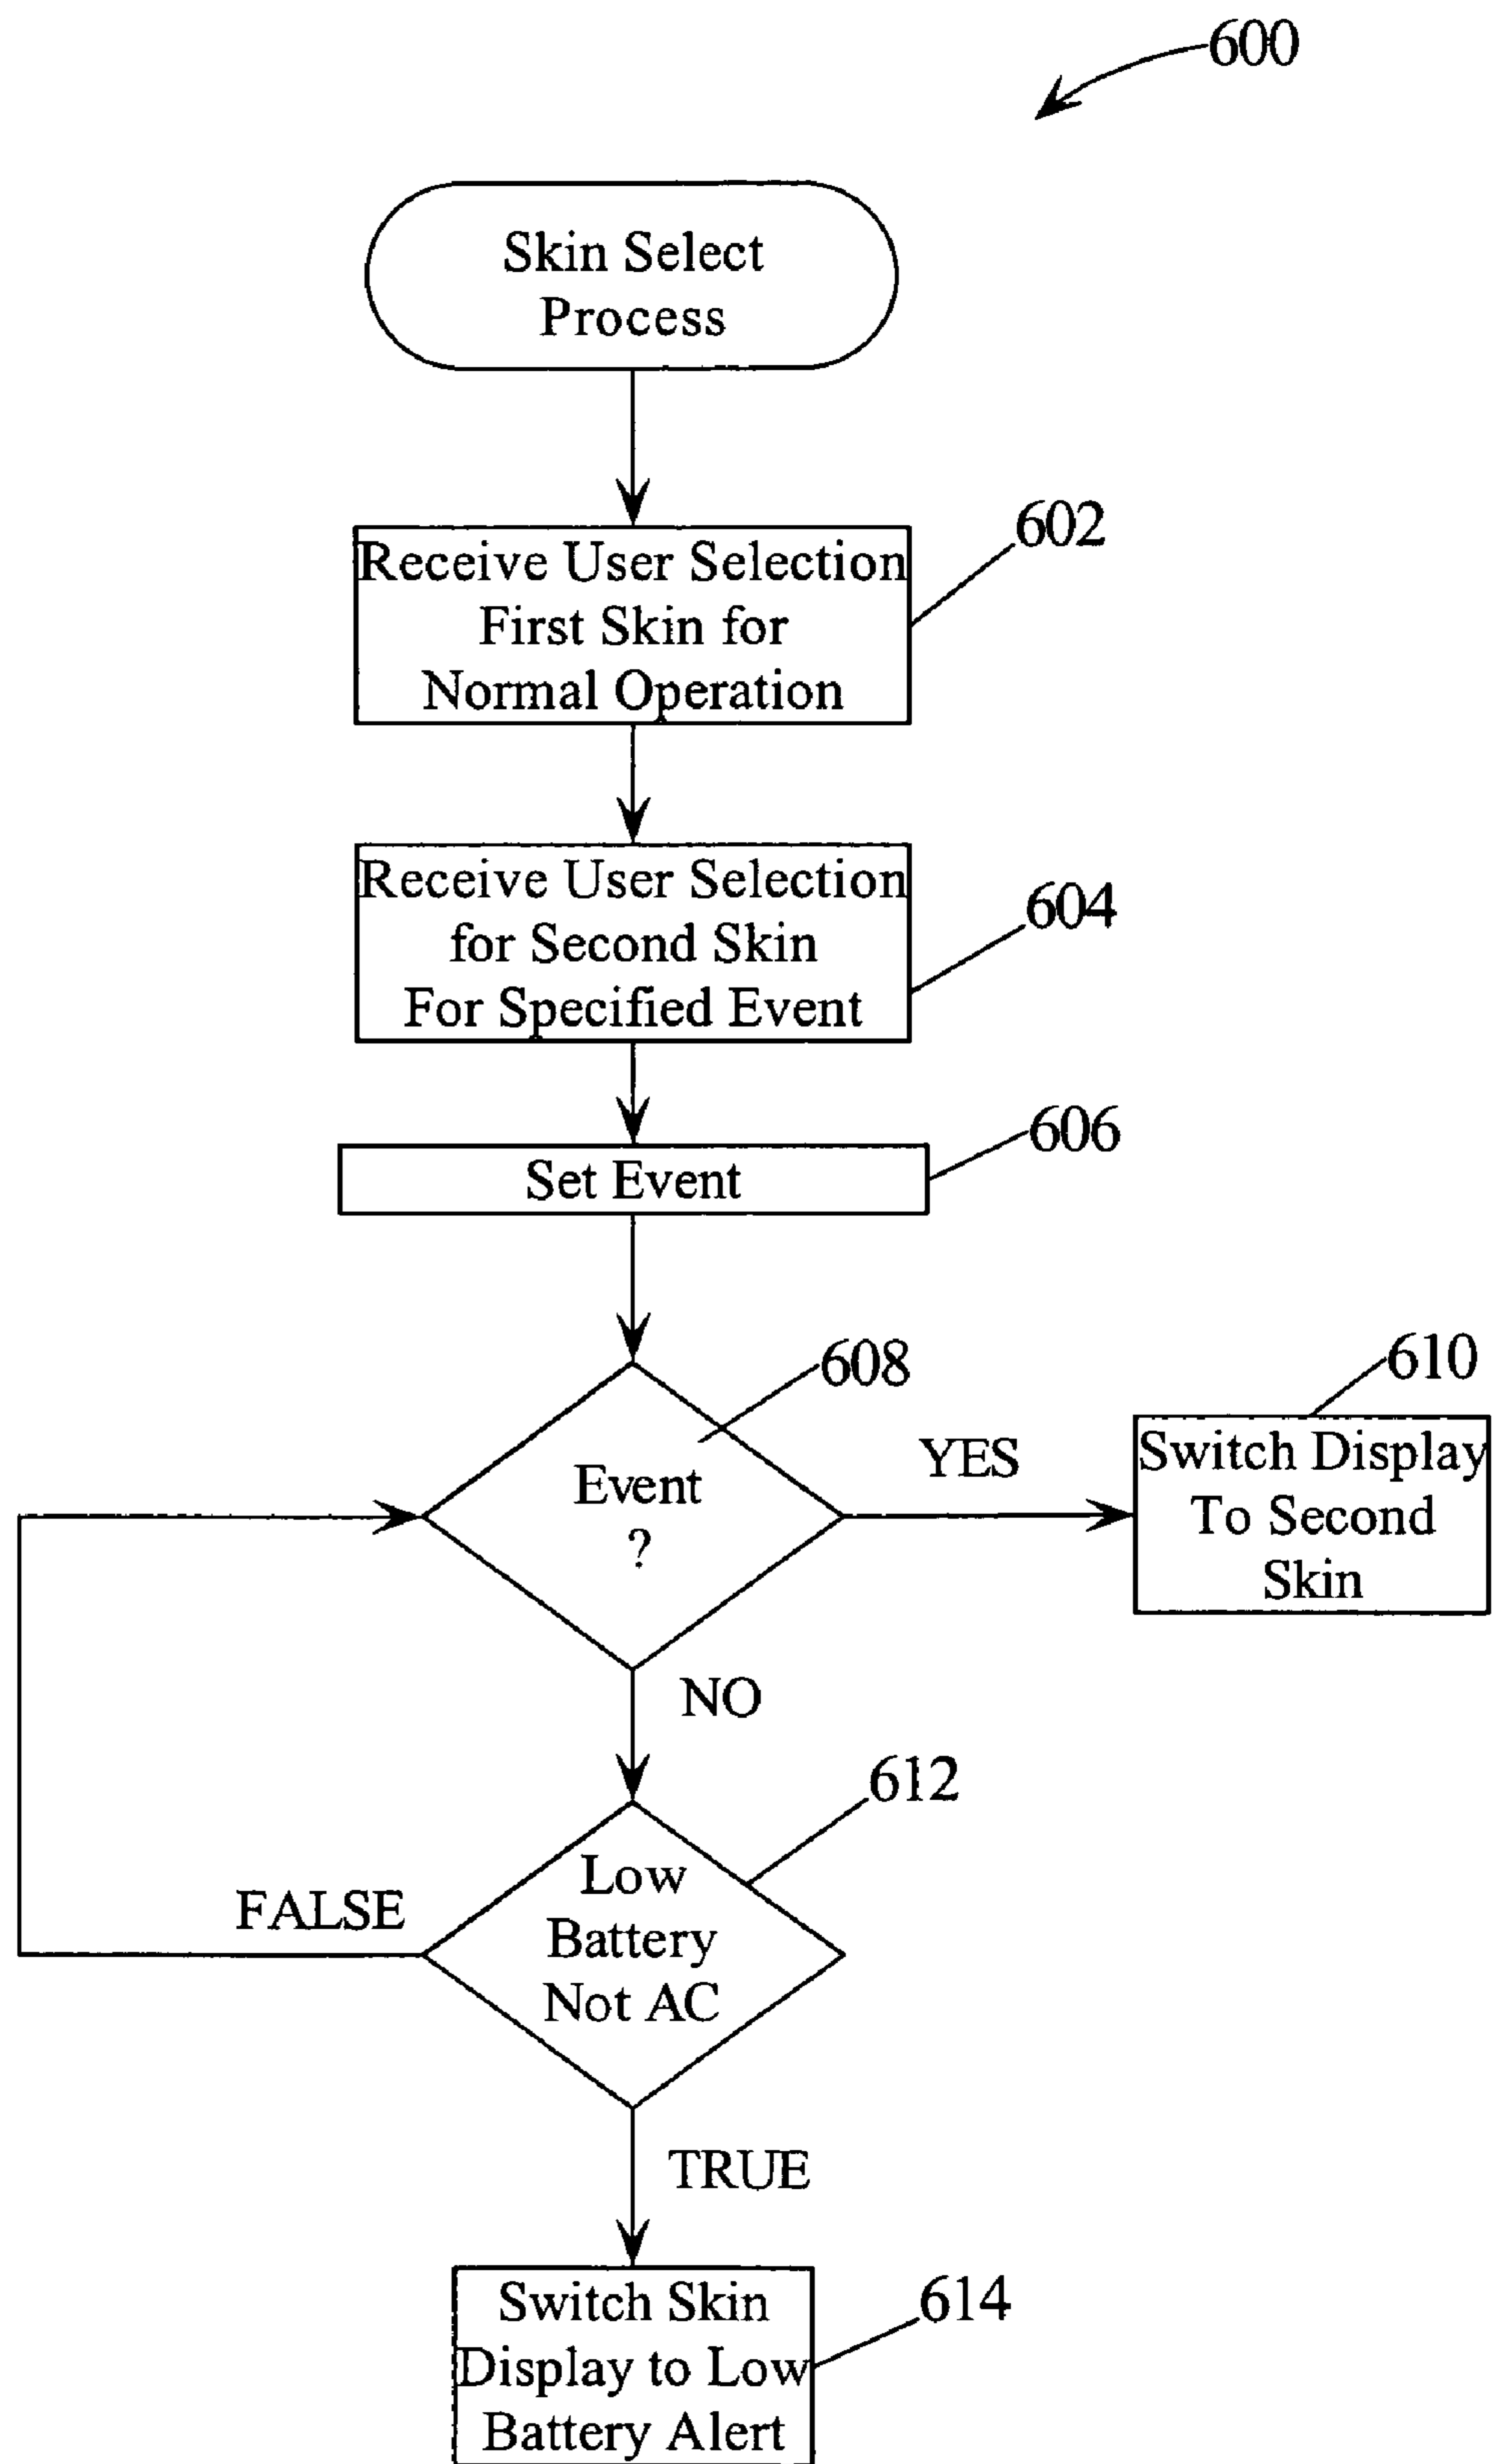 600
Skin Select
Process
Receive User Selection
First Skin for
Normal Operation
602
Receive User Selection
for Second Skin
For Specified Event
604
Set Event
606
608
Event
?
YES
610
Switch Display
To Second
Skin
NO
612
Low
Battery
Not AC
FALSE
TRUE
Switch Skin
Display to Low
Battery Alert
614